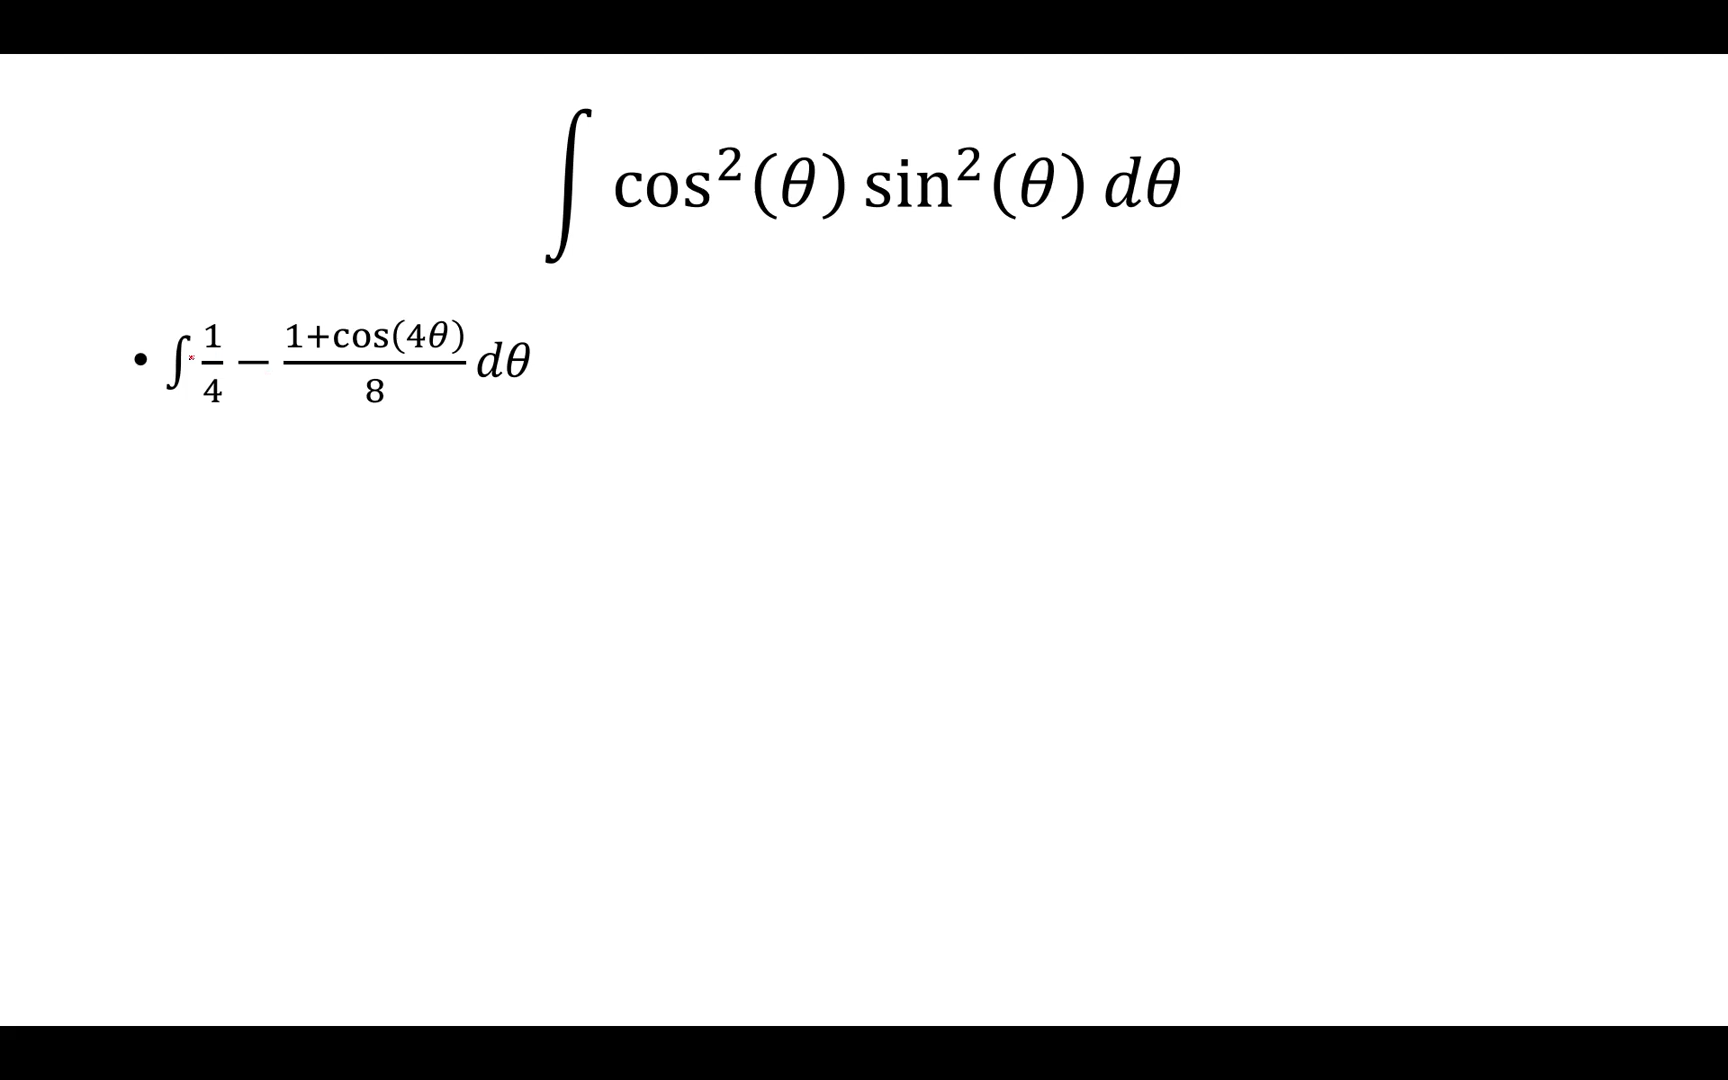 ∫ cos²(θ) sin²(θ) dθ
• ∫ 1/4 − (1+cos(4θ))/8 dθ